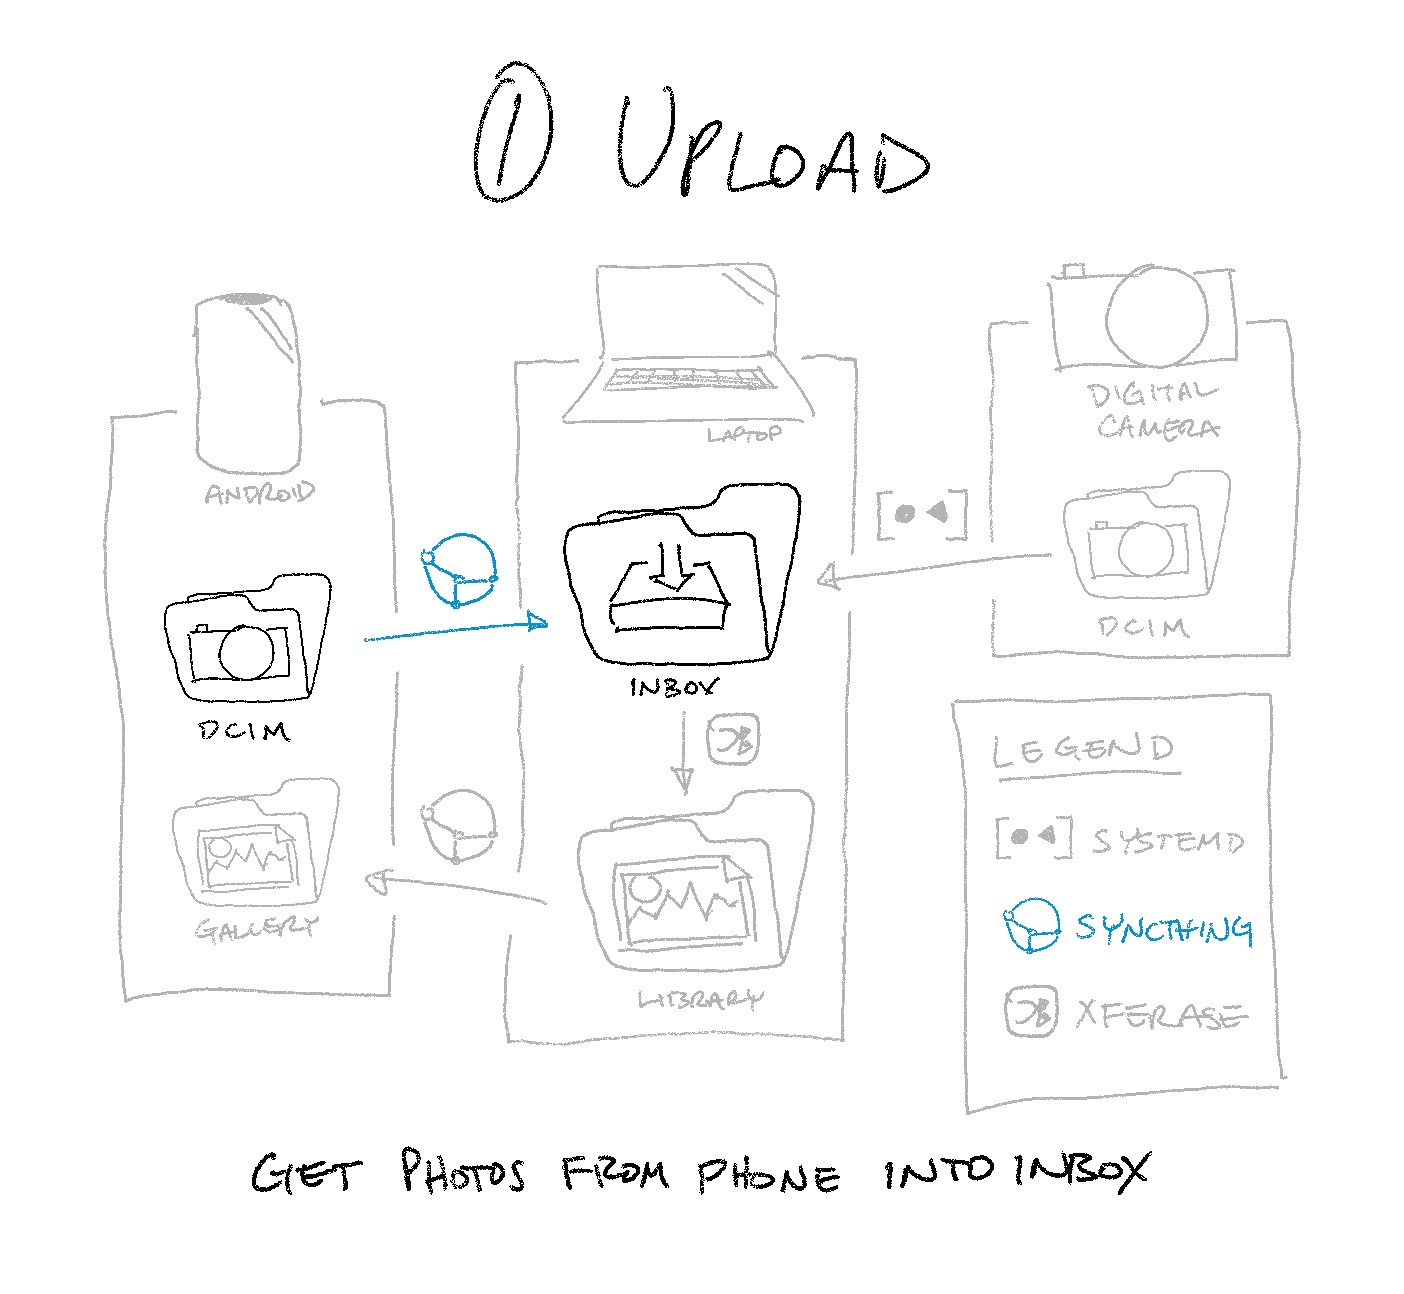 ① UPLOAD
ANDROID
LAPTOP
DIGITAL
CAMERA
DCIM
INBOX
DCIM
GALLERY
LIBRARY
LEGEND
SYSTEMD
SYNCTHING
XFERASE
GET PHOTOS FROM PHONE INTO INBOX